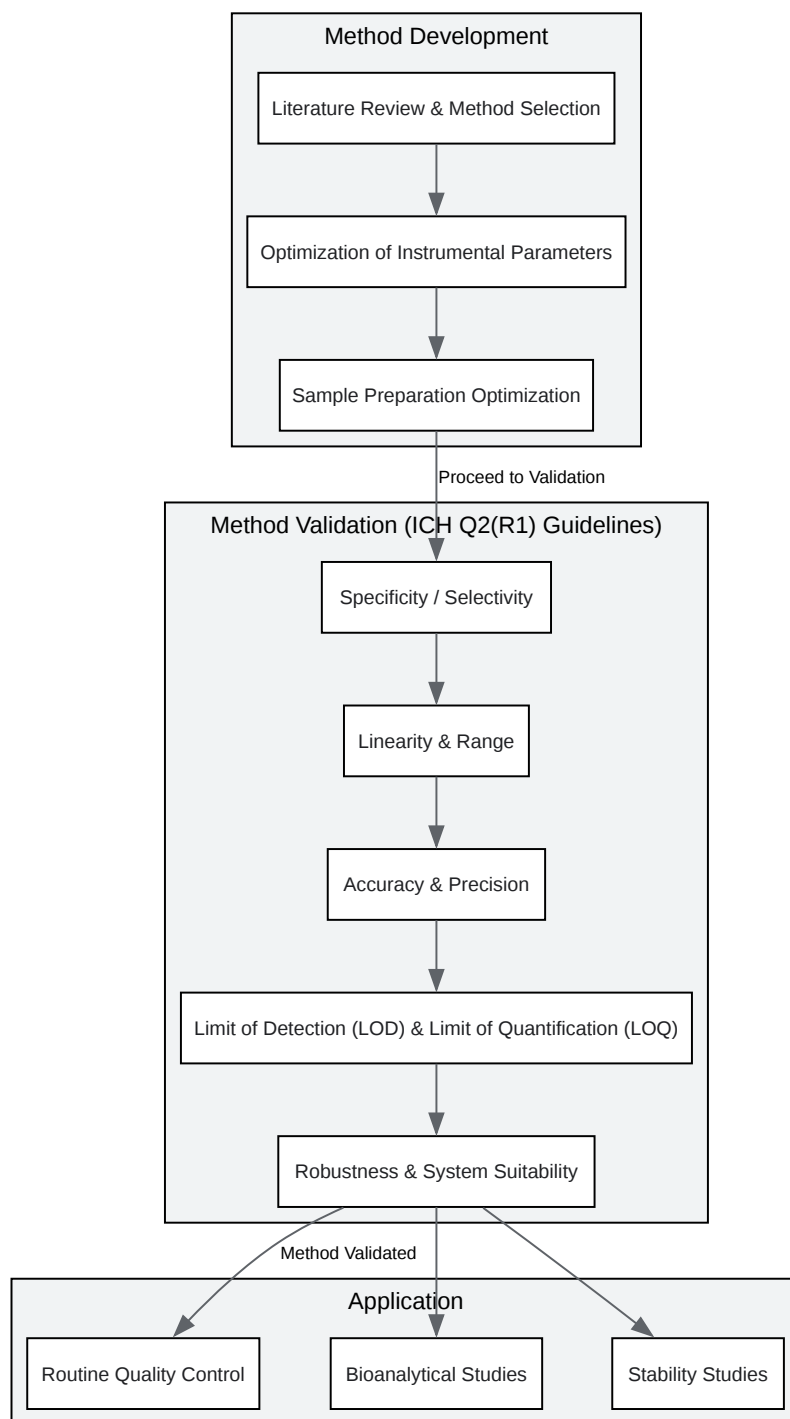 Method Development
Literature Review & Method Selection
Optimization of Instrumental Parameters
Sample Preparation Optimization
Proceed to Validation
Method Validation (ICH Q2(R1) Guidelines)
Specificity / Selectivity
Linearity & Range
Accuracy & Precision
Limit of Detection (LOD) & Limit of Quantification (LOQ)
Robustness & System Suitability
Method Validated
Application
Routine Quality Control
Bioanalytical Studies
Stability Studies